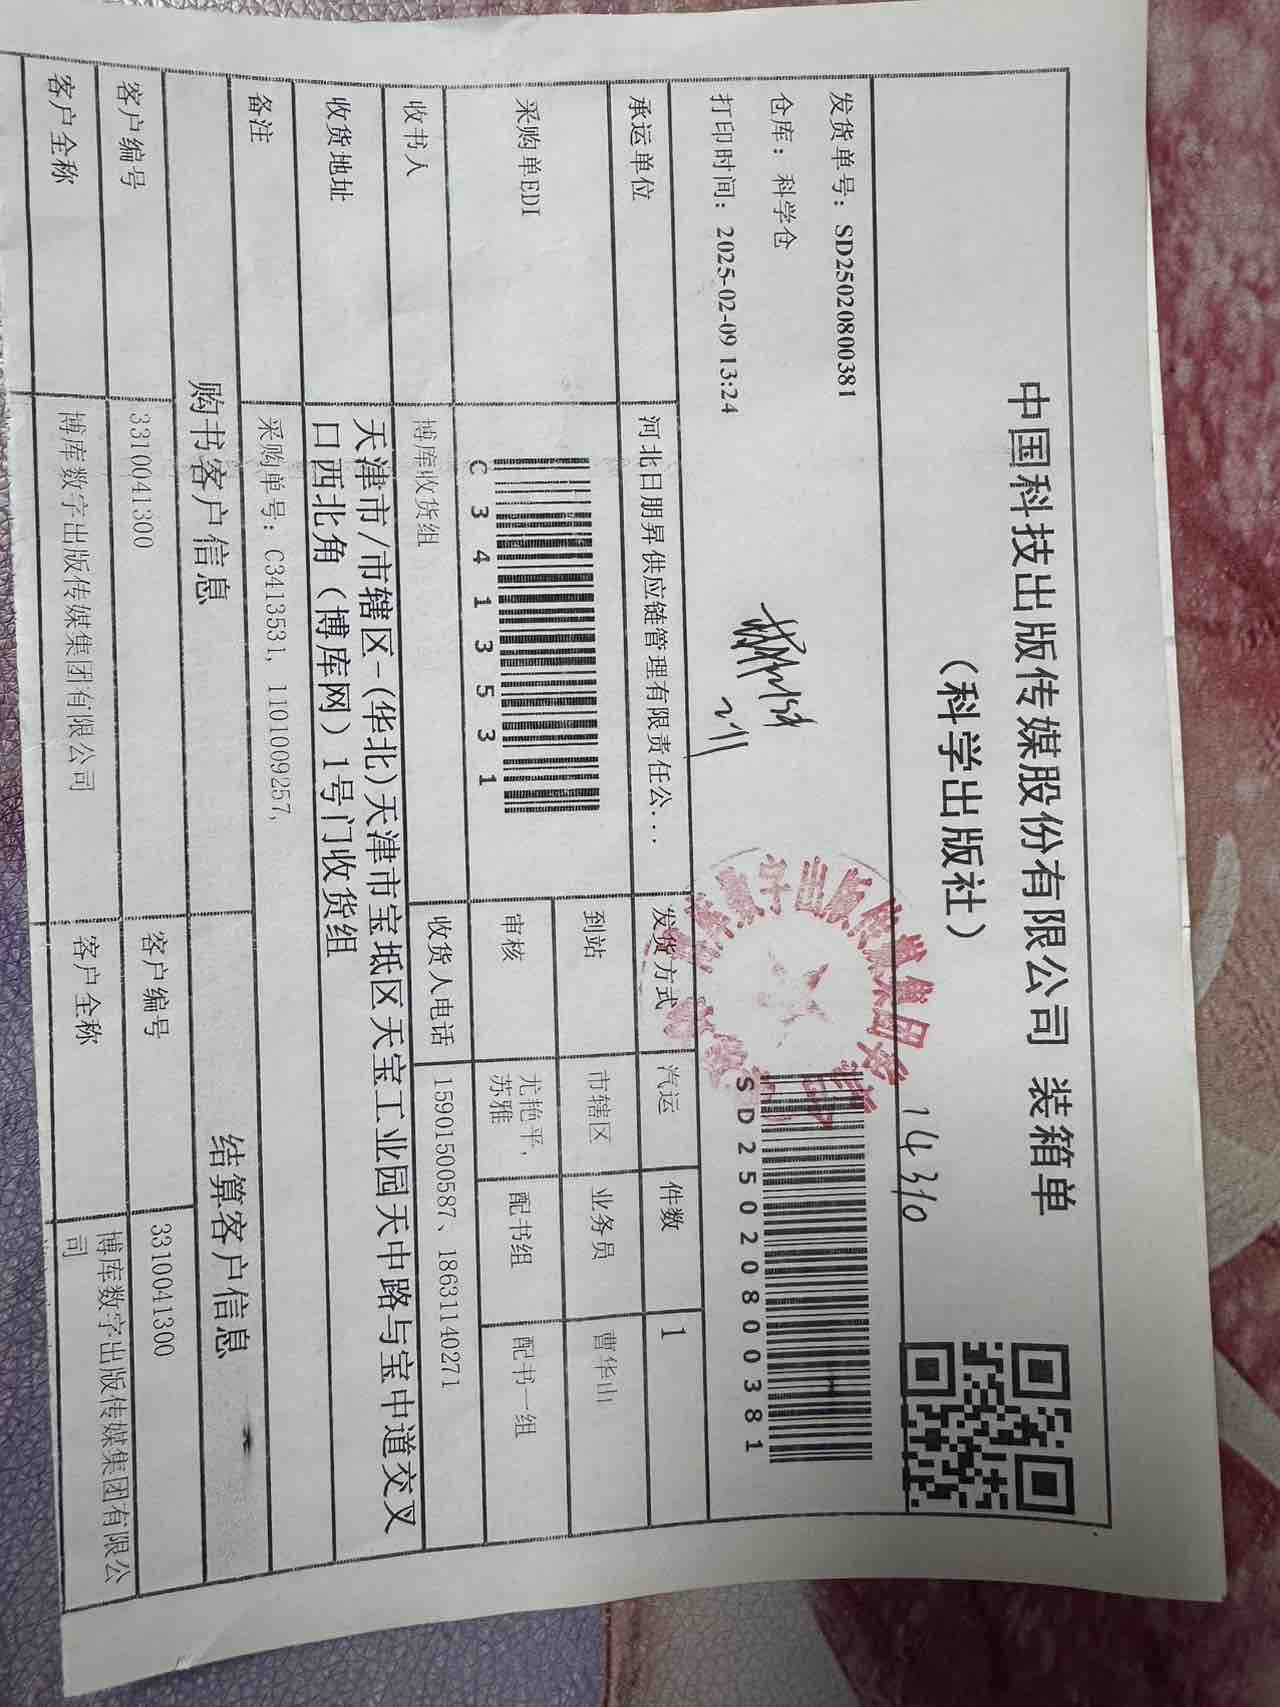 中国科技出版传媒股份有限公司 装箱单
（科学出版社）
14310
发货单号：SD2502080038​1
仓库：科学仓
打印时间：2025-02-09 13:24
SD25020800381
承运单位 河北日朋昇供应链管理有限责任公... 发货方式 汽运 件数 1
采购单EDI C3413531 到站 市辖区 业务员 曹华山
审核 尤艳平, 苏雅 配书组 配书一组
收书人 博库收货组 收货人电话 15901500587、18631140271
收货地址 天津市/市辖区-(华北)天津市宝坻区天宝工业园天中路与宝中道交叉
口西北角（博库网）1号门收货组
备注 采购单号：C3413531, 1101009257,
购书客户信息 结算客户信息
客户编号 3310041300 客户编号 3310041300
客户全称 博库数字出版传媒集团有限公司 客户全称 博库数字出版传媒集团有限公
司